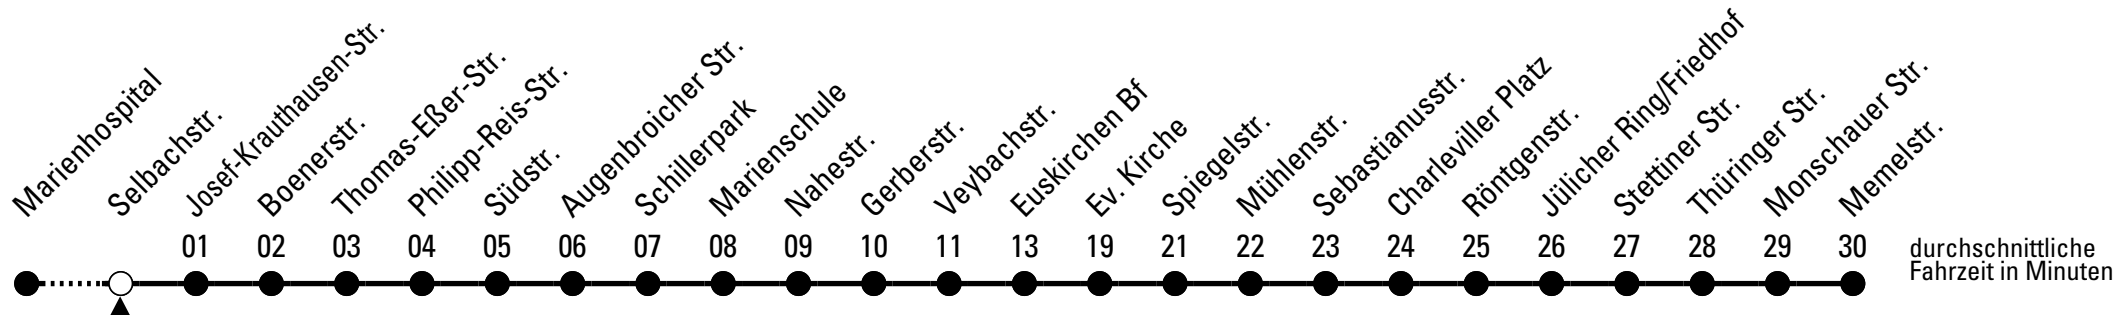 Marienhospital
Selbachstr.
Josef-Krauthausen-Str.
Boenerstr.
Thomas-Eßer-Str.
Philipp-Reis-Str.
Südstr.
Augenbroicher Str.
Schillerpark
Marienschule
Nahestr.
Gerberstr.
Veybachstr.
Euskirchen Bf
Ev. Kirche
Spiegelstr.
Mühlenstr.
Sebastianusstr.
Charleviller Platz
Röntgenstr.
Jülicher Ring/Friedhof
Stettiner Str.
Thüringer Str.
Monschauer Str.
Memelstr.
01 02 03 04 05 06 07 08 09 10 11 13 19 21 22 23 24 25 26 27 28 29 30
durchschnittliche
Fahrzeit in Minuten